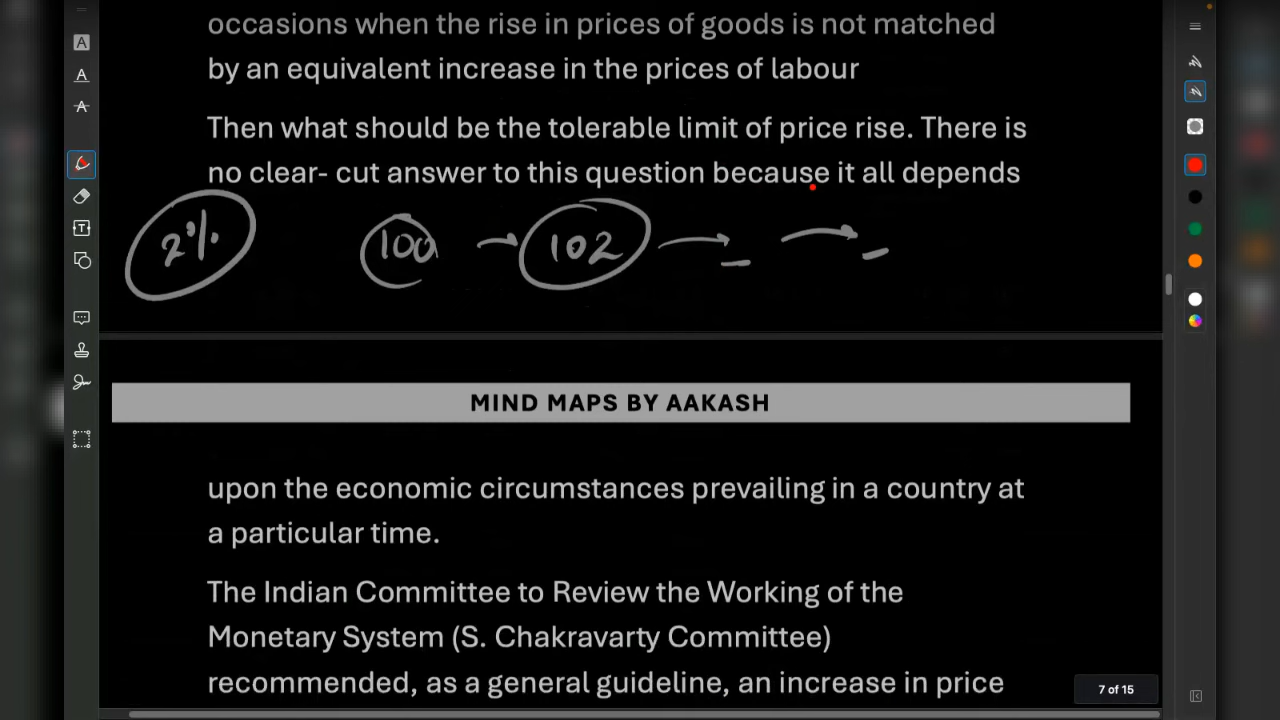 occasions when the rise in prices of goods is not matched
by an equivalent increase in the prices of labour
Then what should be the tolerable limit of price rise. There is
no clear- cut answer to this question because it all depends
2% 100 → 102 → →
MIND MAPS BY AAKASH
upon the economic circumstances prevailing in a country at
a particular time.
The Indian Committee to Review the Working of the
Monetary System (S. Chakravarty Committee)
recommended, as a general guideline, an increase in price
7 of 15